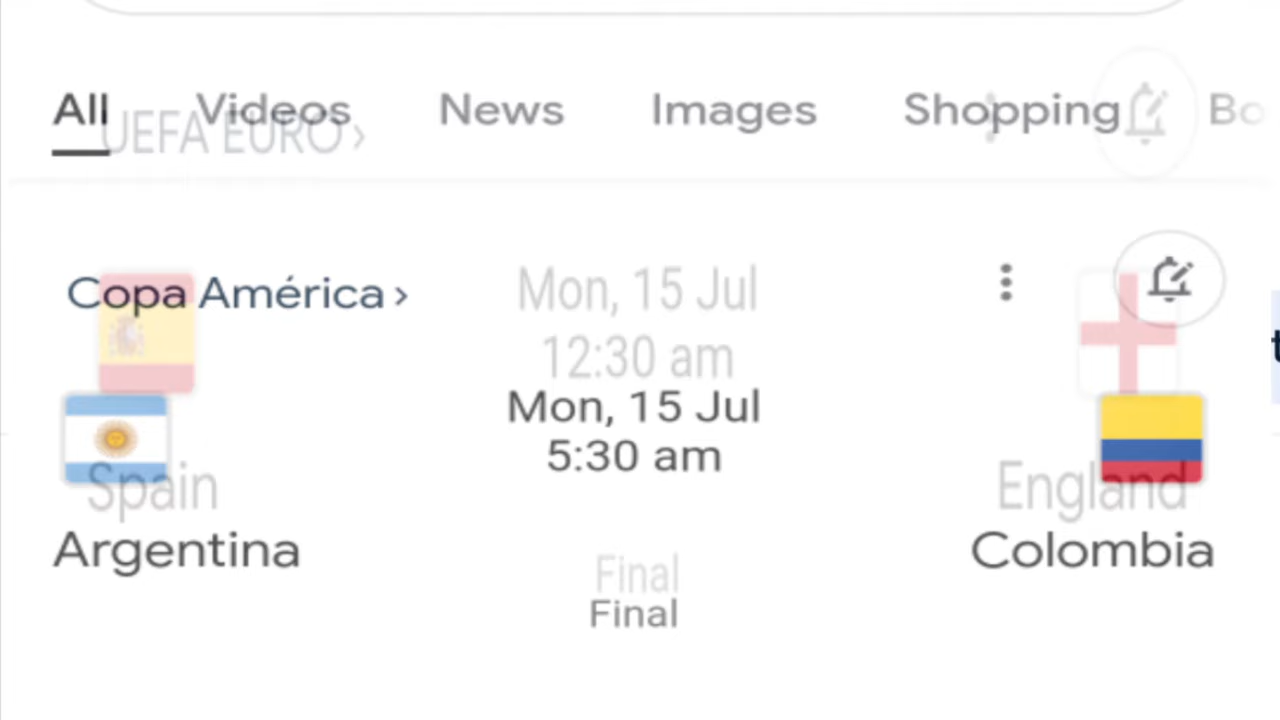 All Videos News Images Shopping Bo
UEFA EURO ›
Copa América ›
Mon, 15 Jul
12:30 am
Mon, 15 Jul
5:30 am
Spain England
Argentina Colombia
Final
Final